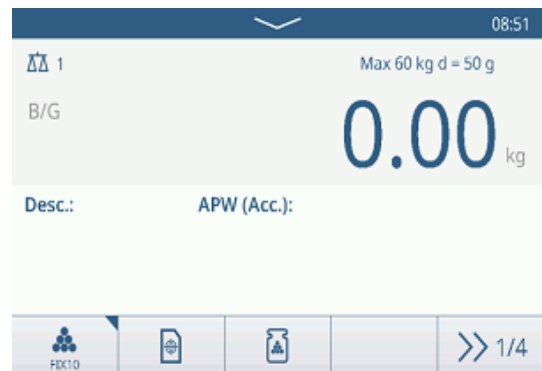 08:51
1 Max 60 kg d = 50 g
B/G
0.00 kg
Desc.: APW (Acc.):
FIX10
1/4